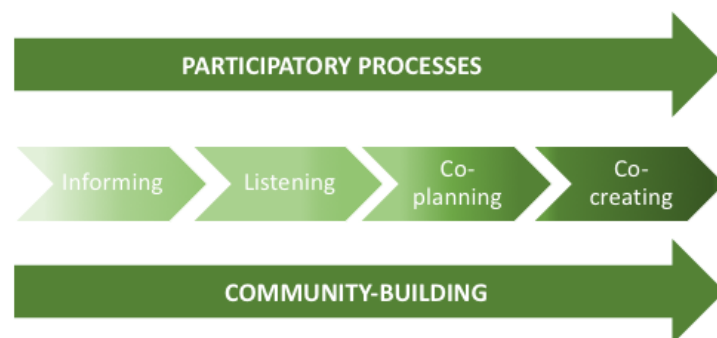 PARTICIPATORY PROCESSES
Informing
Listening
Co-
planning
Co-
creating
COMMUNITY-BUILDING